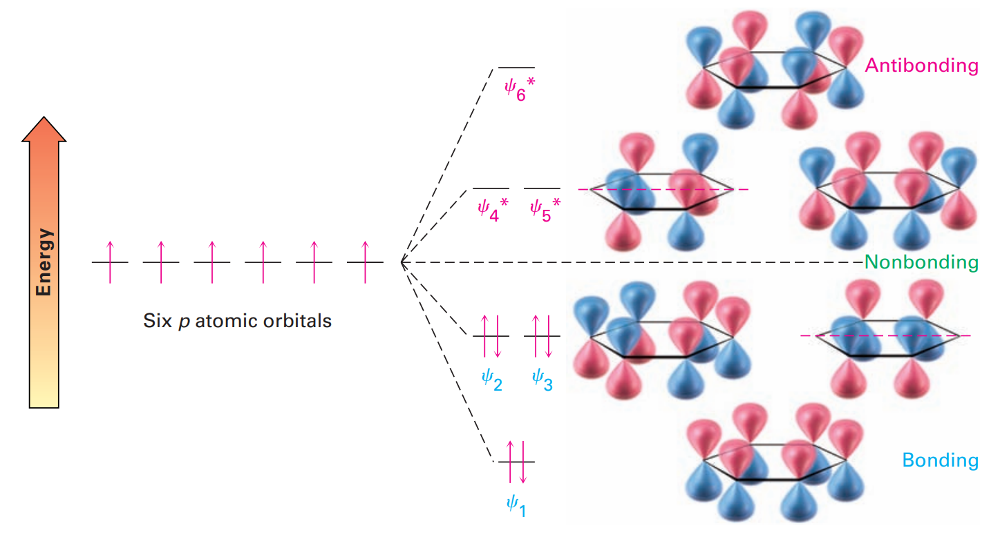 Antibonding
ψ6*
ψ4*
ψ5*
Energy
Nonbonding
Six p atomic orbitals
ψ2
ψ3
Bonding
ψ1